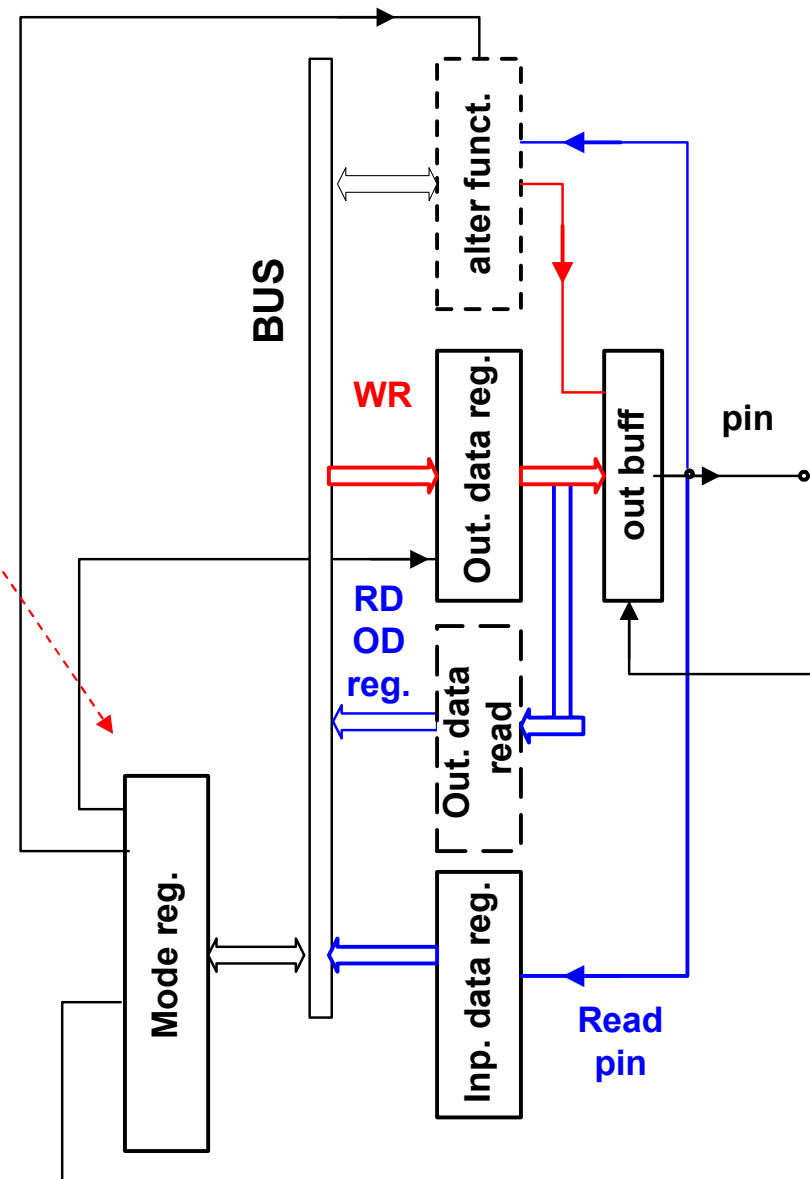 alter funct.
BUS
WR
Out. data reg.
out buff
pin
RD
OD
reg.
Out. data
read
Mode reg.
Inp. data reg.
Read
pin